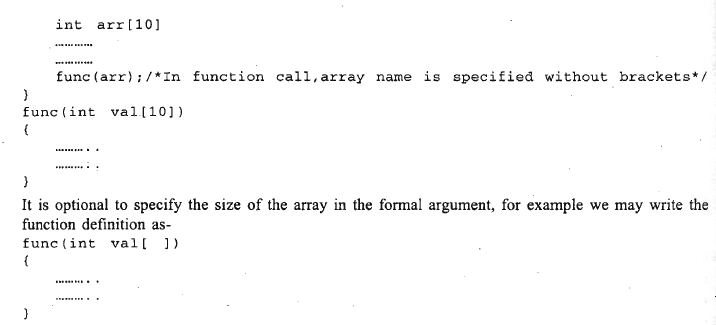 int arr[10]
............
............
func(arr);/*In function call,array name is specified without brackets*/
}
func(int val[10])
{
...........
...........
}
It is optional to specify the size of the array in the formal argument, for example we may write the
function definition as-
func(int val[ ])
{
...........
...........
}